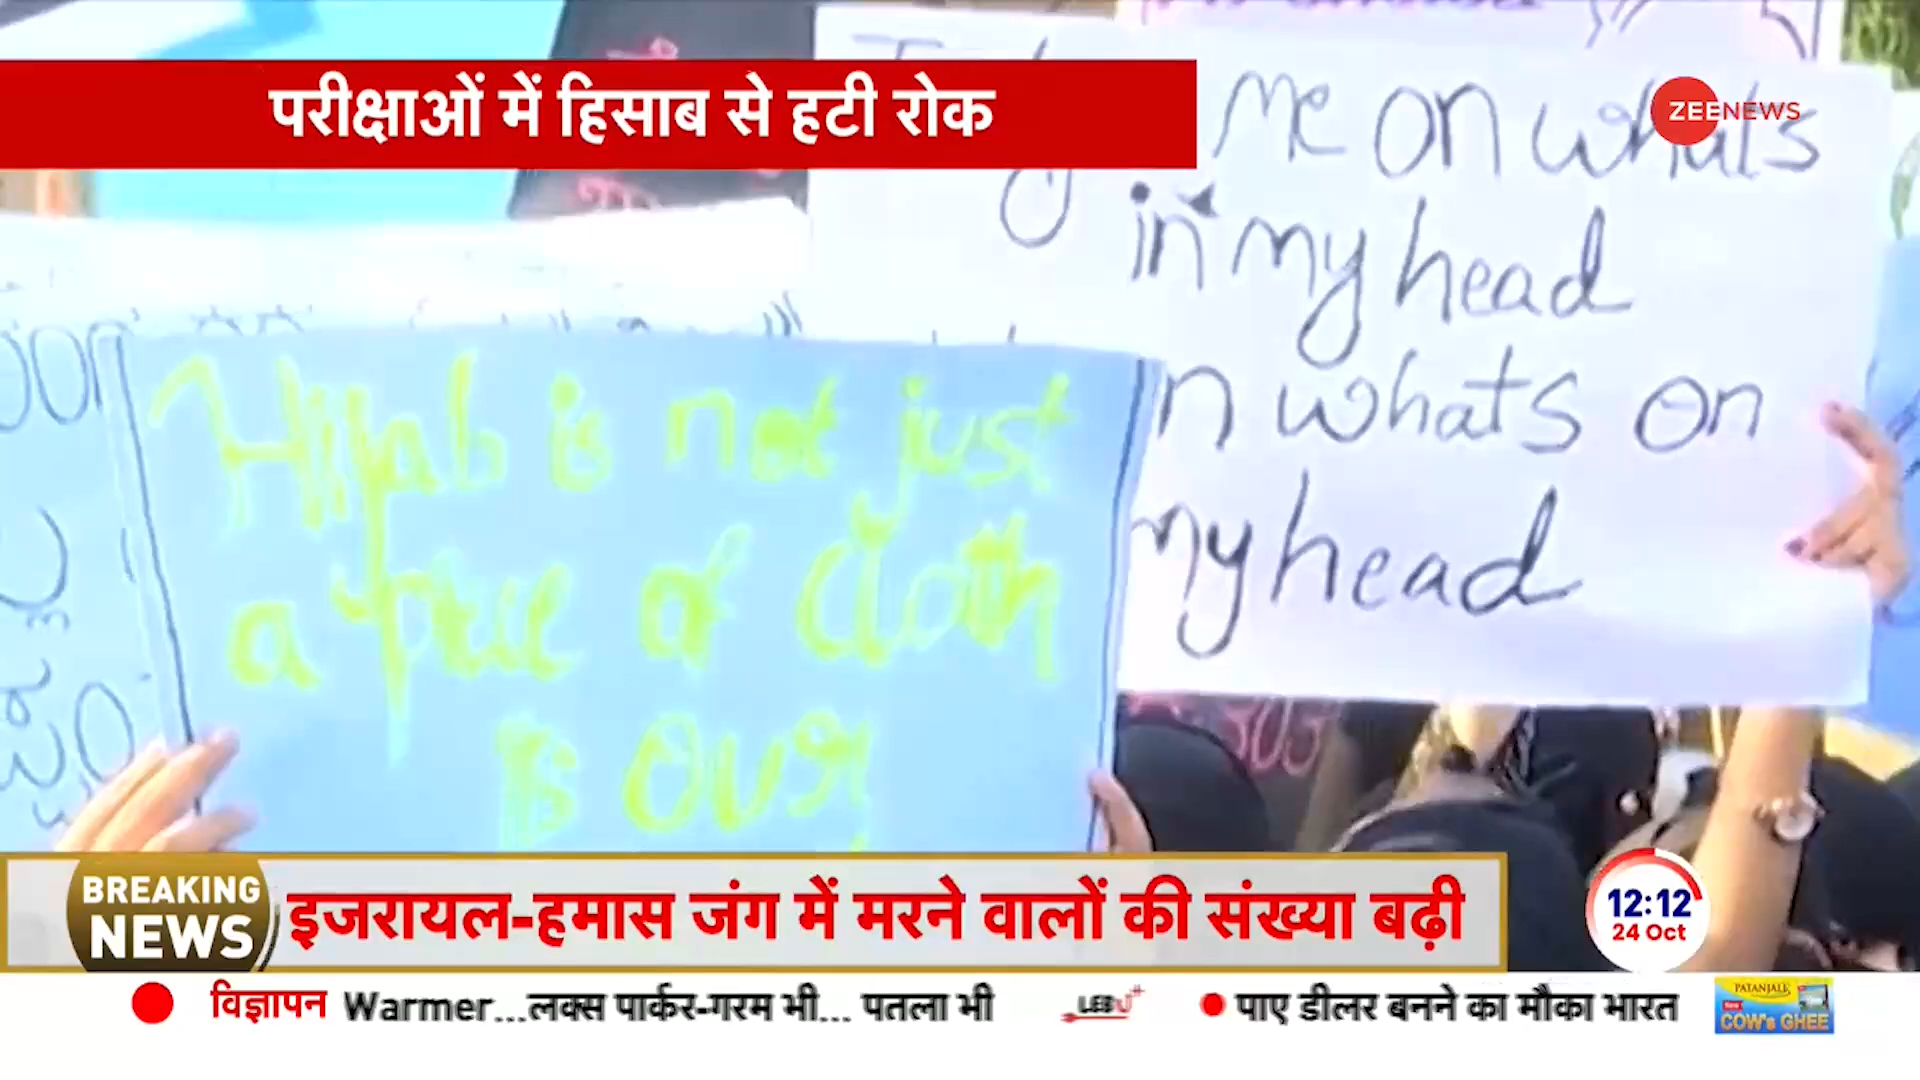 परीक्षाओं में हिसाब से हटी रोक
ZEENEWS
me on whats
in my head
n whats on
my head
Hijab is not just
a piece of cloth
is our
BREAKING
NEWS
इजरायल-हमास जंग में मरने वालों की संख्या बढ़ी
12:12
24 Oct
विज्ञापन Warmer...लक्स पार्कर-गरम भी... पतला भी
पाए डीलर बनने का मौका भारत
PATANJALI
COW's GHEE